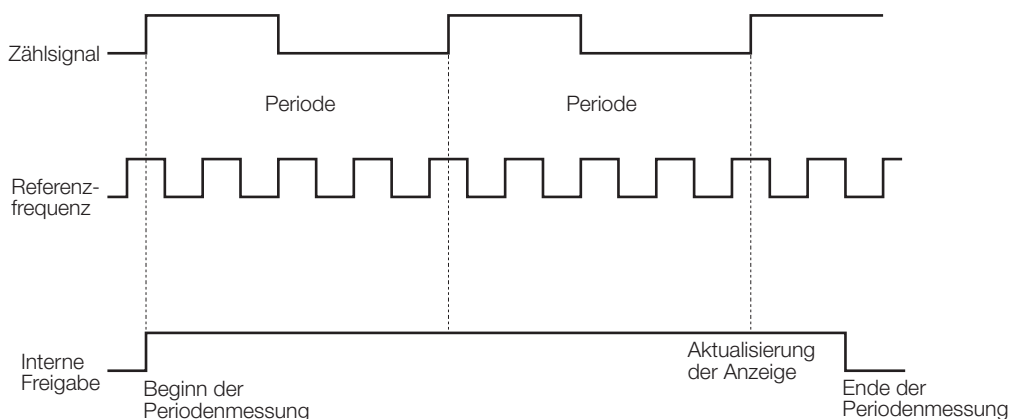 Zählsignal
Periode
Periode
Referenz-
frequenz
Interne
Freigabe
Beginn der
Periodenmessung
Aktualisierung
der Anzeige
Ende der
Periodenmessung